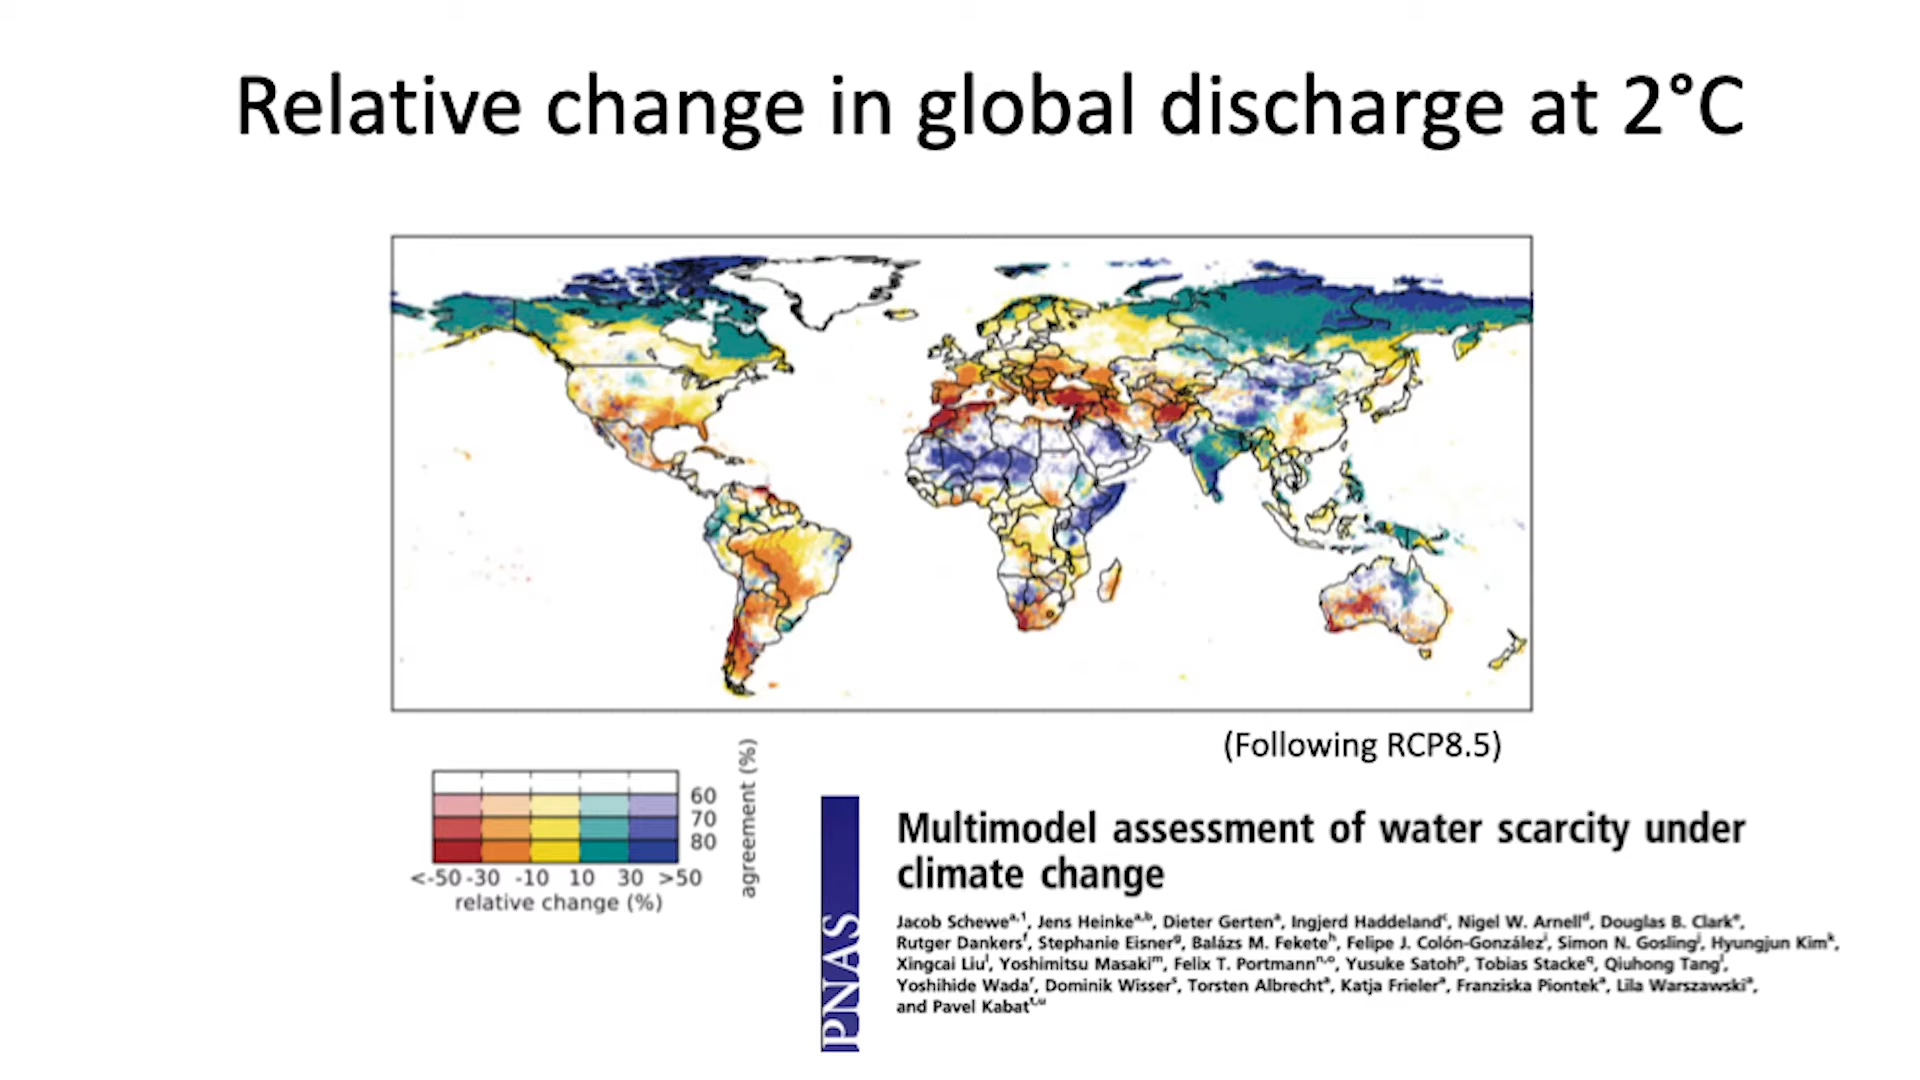 Relative change in global discharge at 2°C
(Following RCP8.5)
60
70
80
agreement (%)
<-50 -30 -10 10 30 >50
relative change (%)
PNAS
Multimodel assessment of water scarcity under
climate change
Jacob Schewe^a,1, Jens Heinke^a,b, Dieter Gerten^a, Ingjerd Haddeland^c, Nigel W. Arnell^d, Douglas B. Clark^e,
Rutger Dankers^f, Stephanie Eisner^g, Balázs M. Fekete^h, Felipe J. Colón-González^i, Simon N. Gosling^j, Hyungjun Kim^k,
Xingcai Liu^l, Yoshimitsu Masaki^m, Felix T. Portmann^n,o, Yusuke Satoh^p, Tobias Stacke^q, Qiuhong Tang^l,
Yoshihide Wada^r, Dominik Wisser^s, Torsten Albrecht^a, Katja Frieler^a, Franziska Piontek^a, Lila Warszawski^a,
and Pavel Kabat^t,u